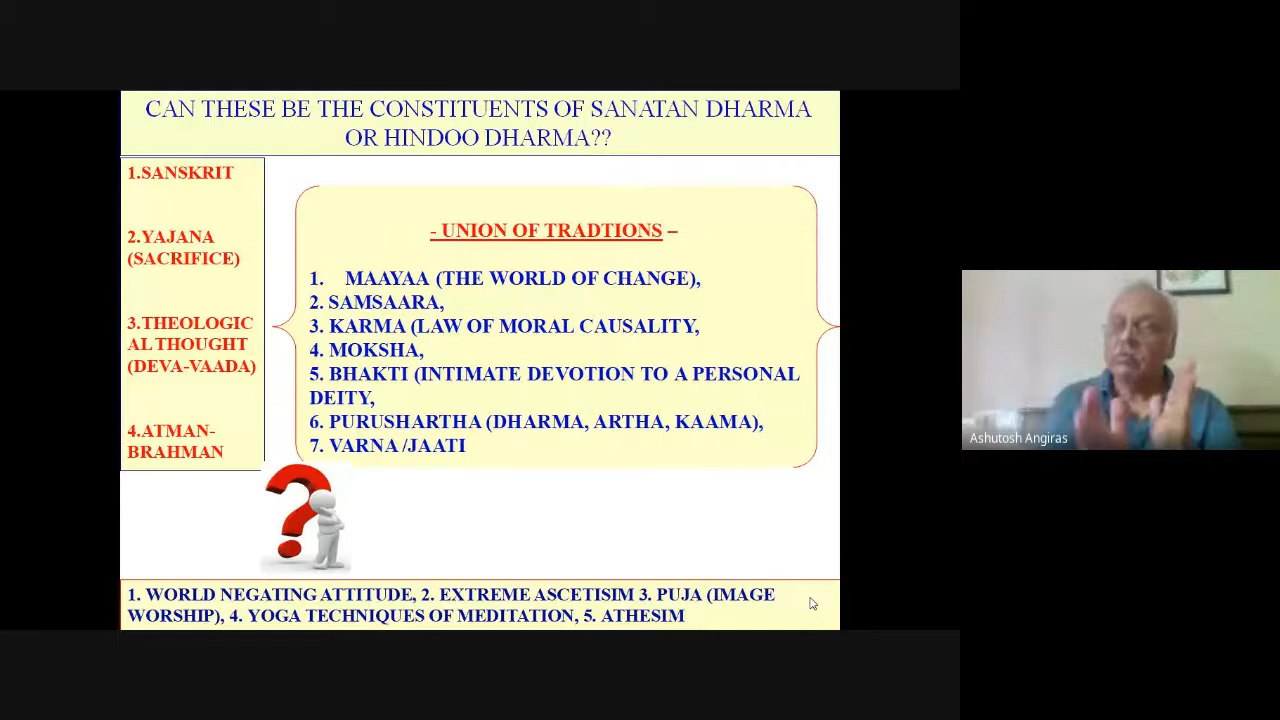 CAN THESE BE THE CONSTITUENTS OF SANATAN DHARMA
OR HINDOO DHARMA??
1.SANSKRIT
2.YAJANA
(SACRIFICE)
3.THEOLOGIC
AL THOUGHT
(DEVA-VAADA)
4.ATMAN-
BRAHMAN
- UNION OF TRADTIONS –
1. MAAYAA (THE WORLD OF CHANGE),
2. SAMSAARA,
3. KARMA (LAW OF MORAL CAUSALITY,
4. MOKSHA,
5. BHAKTI (INTIMATE DEVOTION TO A PERSONAL
DEITY,
6. PURUSHARTHA (DHARMA, ARTHA, KAAMA),
7. VARNA /JAATI
1. WORLD NEGATING ATTITUDE, 2. EXTREME ASCETISIM 3. PUJA (IMAGE
WORSHIP), 4. YOGA TECHNIQUES OF MEDITATION, 5. ATHESIM
Ashutosh Angiras